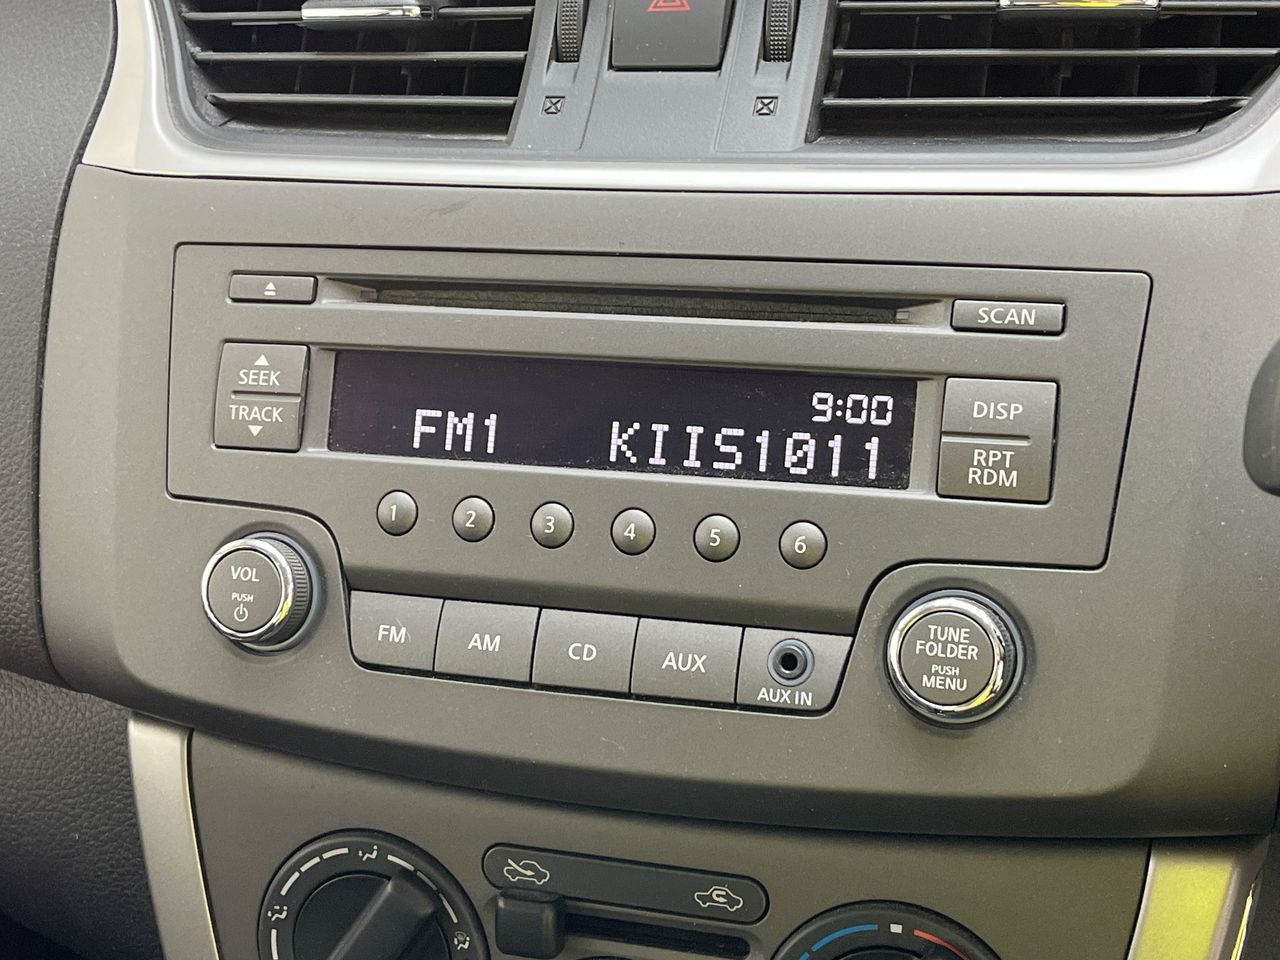 SCAN
SEEK
TRACK
9:00
FM1 KIIS1011
DISP
RPT
RDM
1 2 3 4 5 6
VOL
PUSH
FM AM CD AUX
AUX IN
TUNE
FOLDER
PUSH
MENU